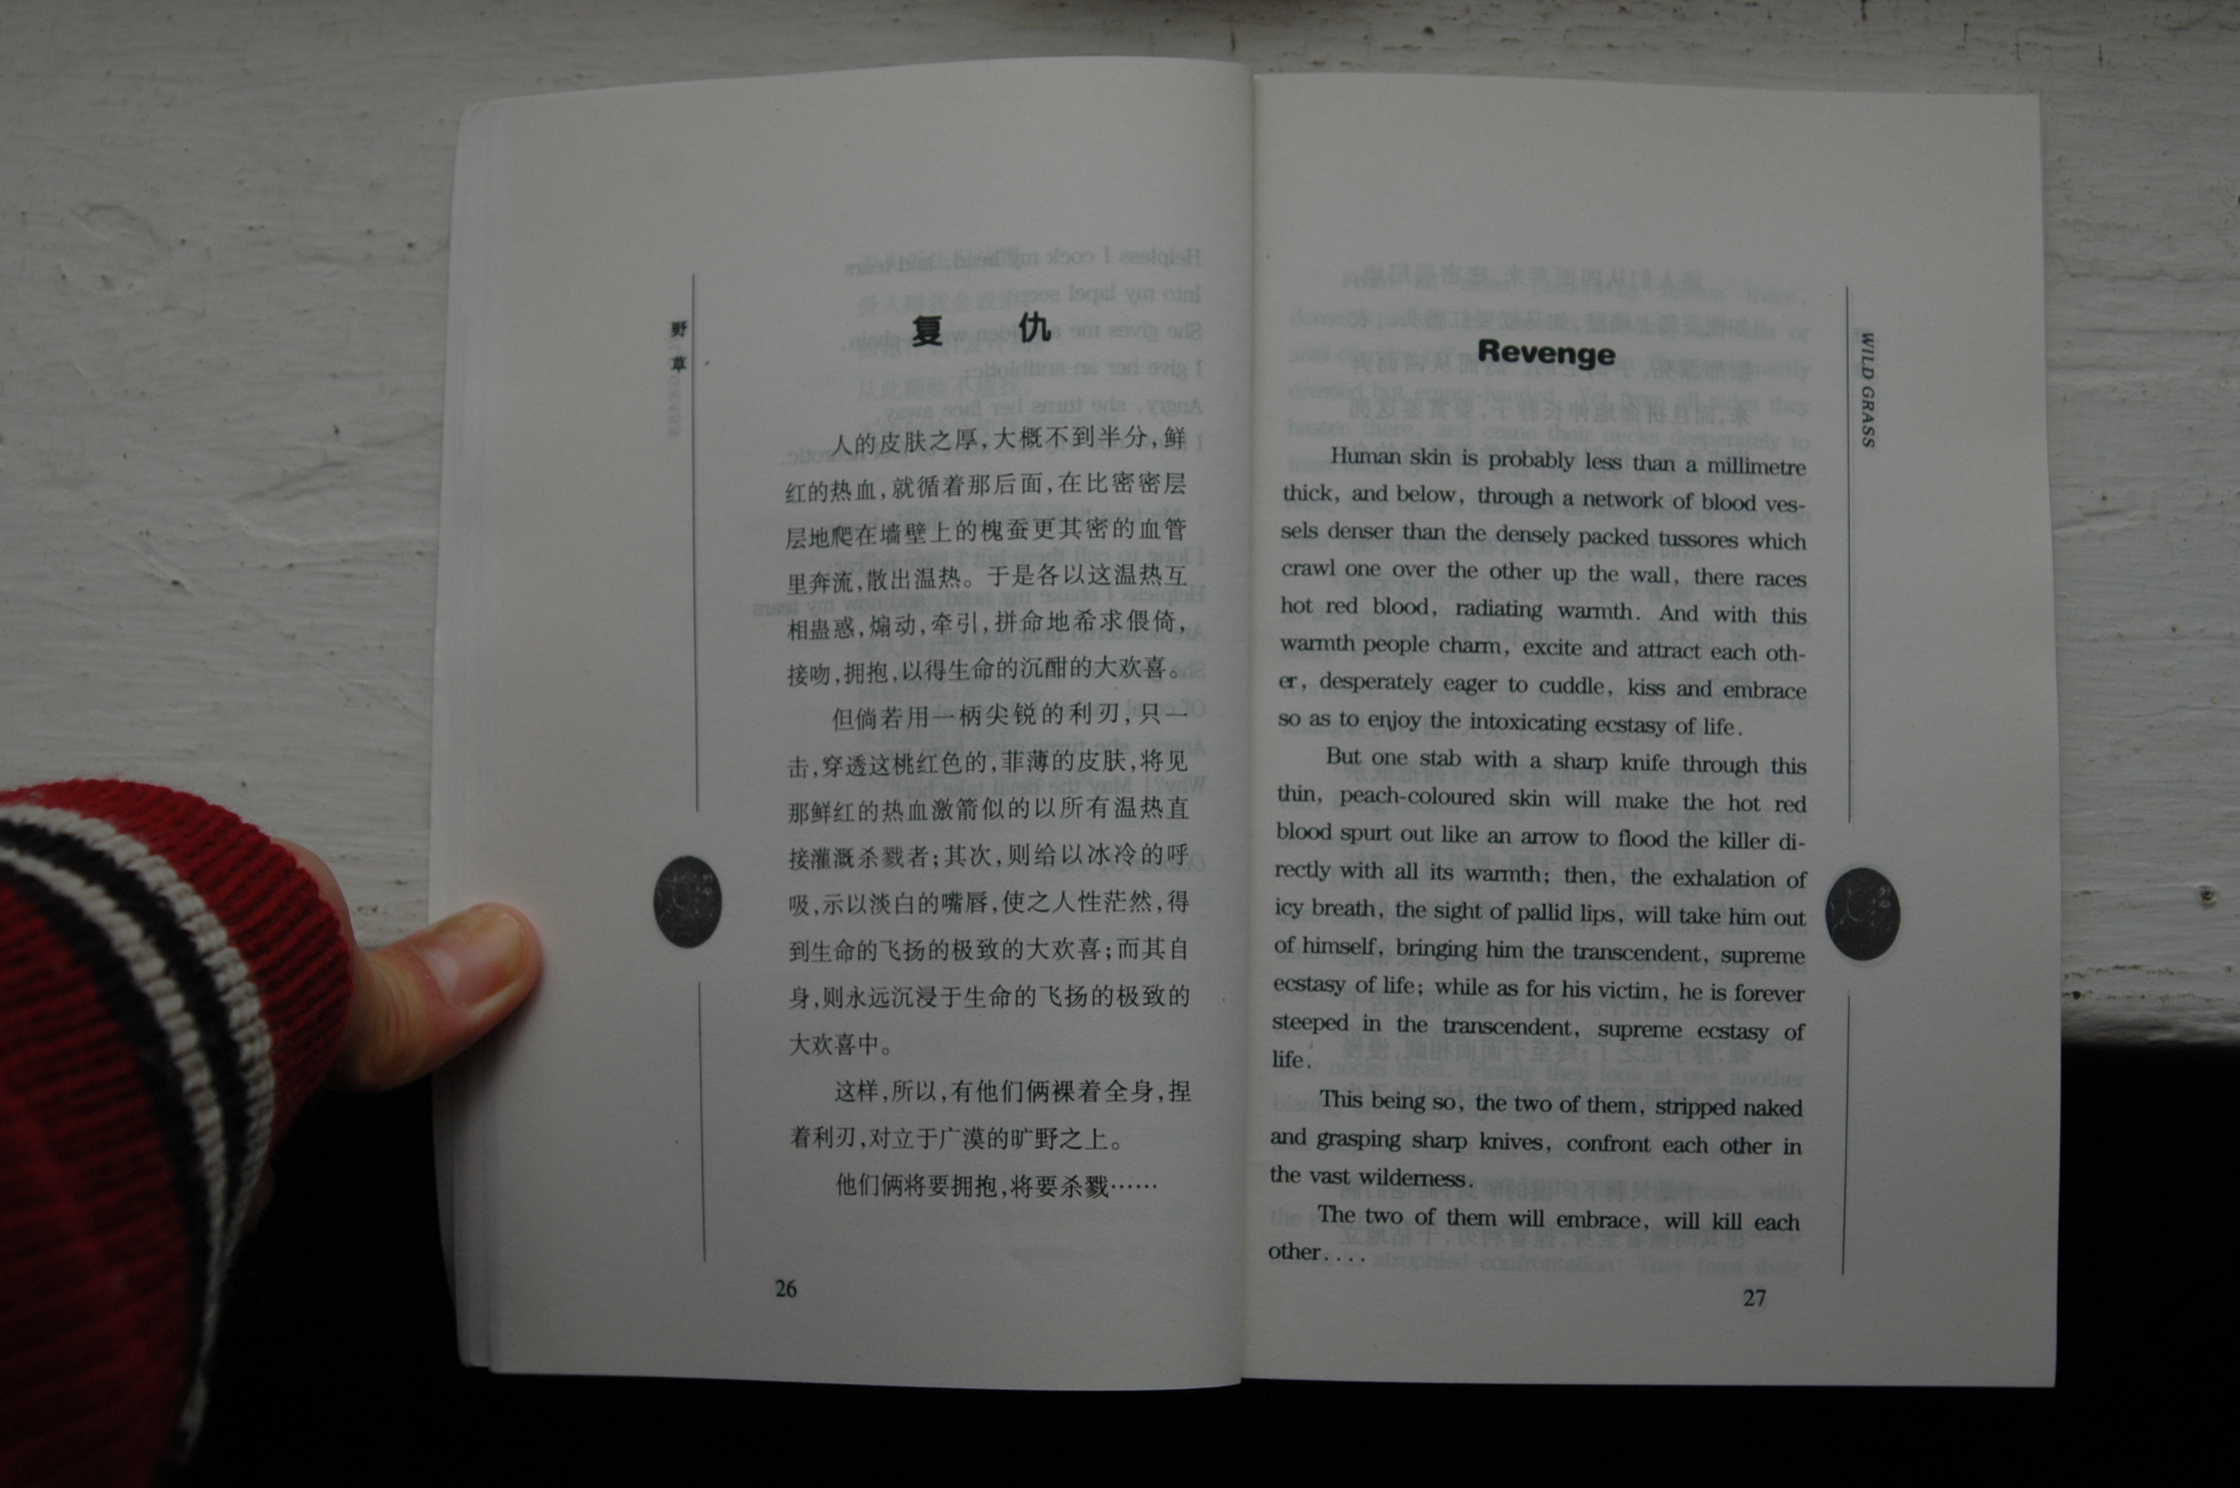 野草
复仇
人的皮肤之厚,大概不到半分,鲜
红的热血,就循着那后面,在比密密层
层地爬在墙壁上的槐蚕更其密的血管
里奔流,散出温热。于是各以这温热互
相蛊惑,煽动,牵引,拼命地希求偎倚,
接吻,拥抱,以得生命的沉酣的大欢喜。
但倘若用一柄尖锐的利刃,只一
击,穿透这桃红色的,菲薄的皮肤,将见
那鲜红的热血激箭似的以所有温热直
接灌溉杀戮者;其次,则给以冰冷的呼
吸,示以淡白的嘴唇,使之人性茫然,得
到生命的飞扬的极致的大欢喜;而其自
身,则永远沉浸于生命的飞扬的极致的
大欢喜中。
这样,所以,有他们俩裸着全身,捏
着利刃,对立于广漠的旷野之上。
他们俩将要拥抱,将要杀戮……
26
WILD GRASS
Revenge
Human skin is probably less than a millimetre
thick, and below, through a network of blood ves-
sels denser than the densely packed tussores which
crawl one over the other up the wall, there races
hot red blood, radiating warmth. And with this
warmth people charm, excite and attract each oth-
er, desperately eager to cuddle, kiss and embrace
so as to enjoy the intoxicating ecstasy of life.
But one stab with a sharp knife through this
thin, peach-coloured skin will make the hot red
blood spurt out like an arrow to flood the killer di-
rectly with all its warmth; then, the exhalation of
icy breath, the sight of pallid lips, will take him out
of himself, bringing him the transcendent, supreme
ecstasy of life; while as for his victim, he is forever
steeped in the transcendent, supreme ecstasy of
life.
This being so, the two of them, stripped naked
and grasping sharp knives, confront each other in
the vast wilderness.
The two of them will embrace, will kill each
other....
27